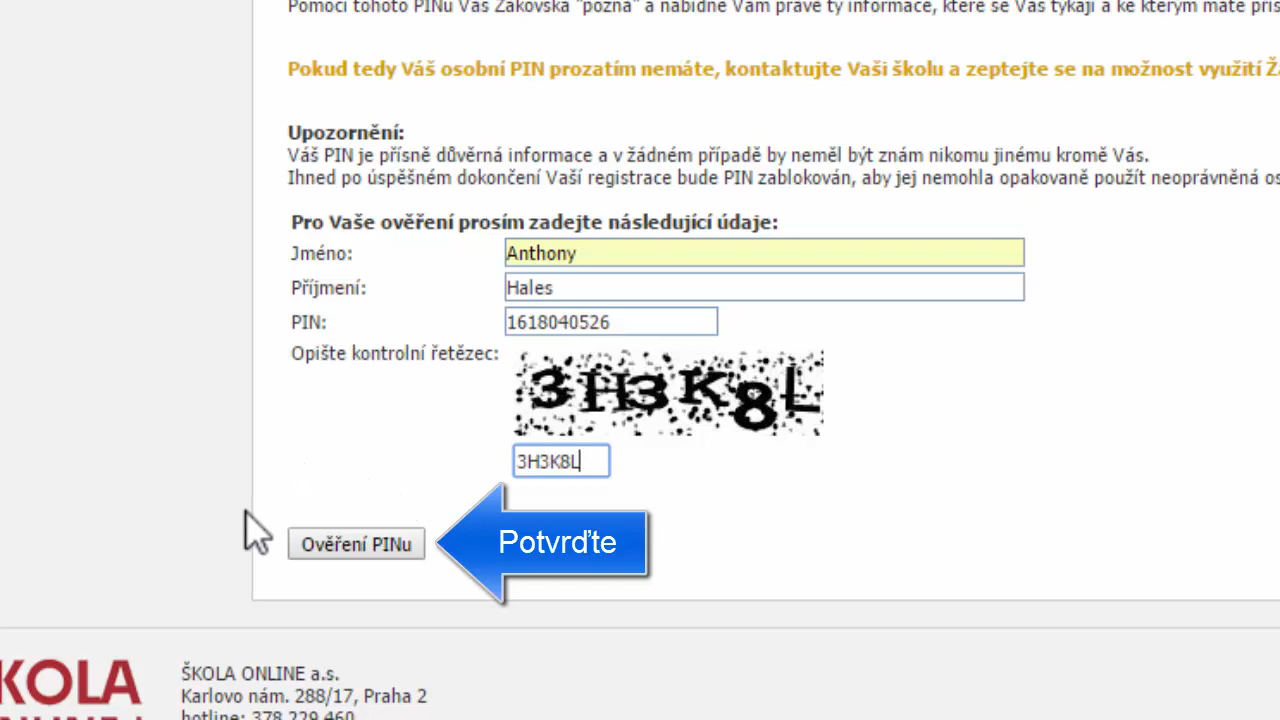 Pomocí tohoto PINu Vás Žákovská "pozná" a nabídne Vám právě ty informace, které se Vás týkají a ke kterým máte
Pokud tedy Váš osobní PIN prozatím nemáte, kontaktujte Vaši školu a zeptejte se na možnost využití
Upozornění:
Váš PIN je přísně důvěrná informace a v žádném případě by neměl být znám nikomu jinému kromě Vás.
Ihned po úspěšném dokončení Vaší registrace bude PIN zablokován, aby jej nemohla opakovaně použít neoprávněná
Pro Vaše ověření prosím zadejte následující údaje:
Jméno: Anthony
Příjmení: Hales
PIN: 1618040526
Opište kontrolní řetězec: 3H3K8L
3H3K8L
Ověření PINu Potvrďte
KOLA ŠKOLA ONLINE a.s.
Karlovo nám. 288/17, Praha 2
hotline: 378 229 460